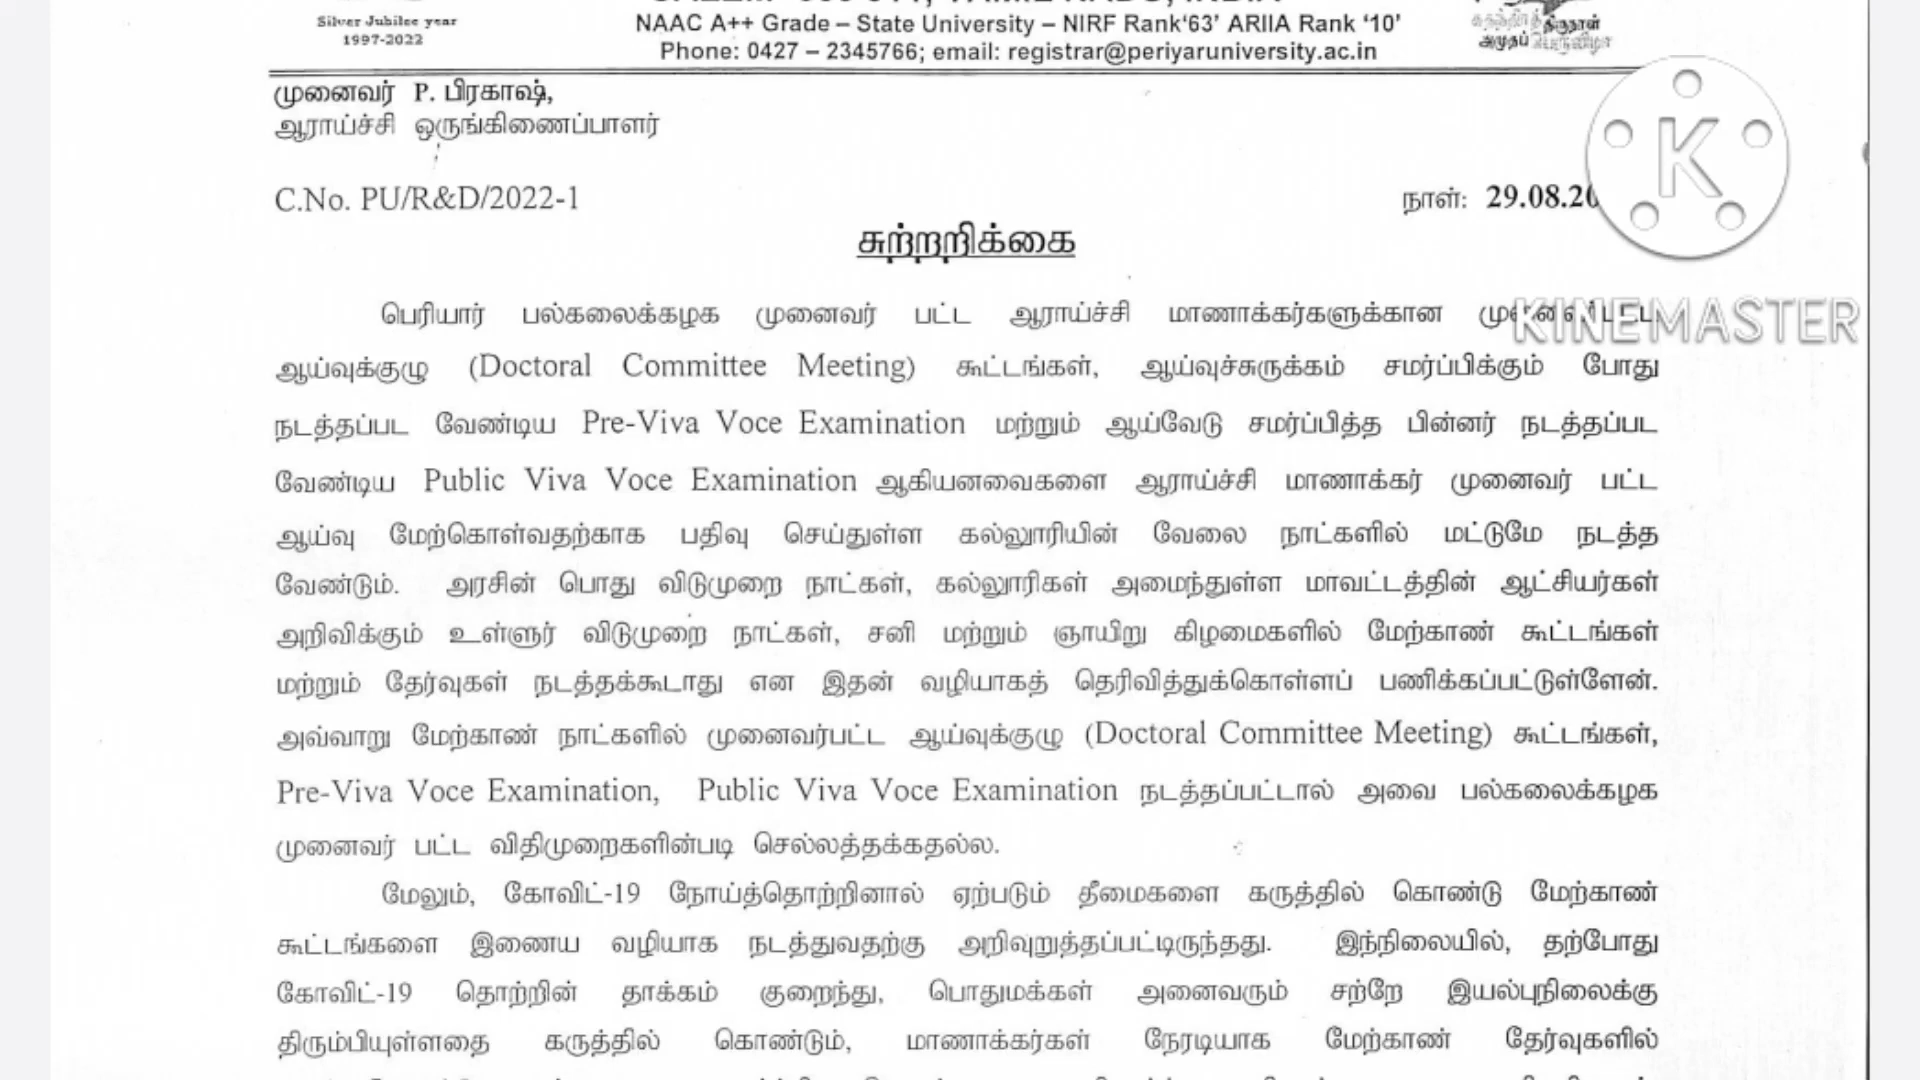 Silver Jubilee year
1997-2022
NAAC A++ Grade – State University – NIRF Rank‘63’ ARIIA Rank ‘10’
Phone: 0427 – 2345766; email: registrar@periyaruniversity.ac.in
திருநாள்
அமுதப் பெருவிழா
முனைவர் P. பிரகாஷ்,
ஆராய்ச்சி ஒருங்கிணைப்பாளர்
C.No. PU/R&D/2022-1
நாள்: 29.08.20
சுற்றறிக்கை
பெரியார் பல்கலைக்கழக முனைவர் பட்ட ஆராய்ச்சி மாணாக்கர்களுக்கான முனைவர்பட்ட
ஆய்வுக்குழு (Doctoral Committee Meeting) கூட்டங்கள், ஆய்வுச்சுருக்கம் சமர்ப்பிக்கும் போது
நடத்தப்பட வேண்டிய Pre-Viva Voce Examination மற்றும் ஆய்வேடு சமர்ப்பித்த பின்னர் நடத்தப்பட
வேண்டிய Public Viva Voce Examination ஆகியனவைகளை ஆராய்ச்சி மாணாக்கர் முனைவர் பட்ட
ஆய்வு மேற்கொள்வதற்காக பதிவு செய்துள்ள கல்லூரியின் வேலை நாட்களில் மட்டுமே நடத்த
வேண்டும். அரசின் பொது விடுமுறை நாட்கள், கல்லூரிகள் அமைந்துள்ள மாவட்டத்தின் ஆட்சியர்கள்
அறிவிக்கும் உள்ளுர் விடுமுறை நாட்கள், சனி மற்றும் ஞாயிறு கிழமைகளில் மேற்காண் கூட்டங்கள்
மற்றும் தேர்வுகள் நடத்தக்கூடாது என இதன் வழியாகத் தெரிவித்துக்கொள்ளப் பணிக்கப்பட்டுள்ளேன்.
அவ்வாறு மேற்காண் நாட்களில் முனைவர்பட்ட ஆய்வுக்குழு (Doctoral Committee Meeting) கூட்டங்கள்,
Pre-Viva Voce Examination, Public Viva Voce Examination நடத்தப்பட்டால் அவை பல்கலைக்கழக
முனைவர் பட்ட விதிமுறைகளின்படி செல்லத்தக்கதல்ல.
மேலும், கோவிட்-19 நோய்த்தொற்றினால் ஏற்படும் தீமைகளை கருத்தில் கொண்டு மேற்காண்
கூட்டங்களை இணைய வழியாக நடத்துவதற்கு அறிவுறுத்தப்பட்டிருந்தது. இந்நிலையில், தற்போது
கோவிட்-19 தொற்றின் தாக்கம் குறைந்து, பொதுமக்கள் அனைவரும் சற்றே இயல்புநிலைக்கு
திரும்பியுள்ளதை கருத்தில் கொண்டும், மாணாக்கர்கள் நேரடியாக மேற்காண் தேர்வுகளில்
K
KINEMASTER